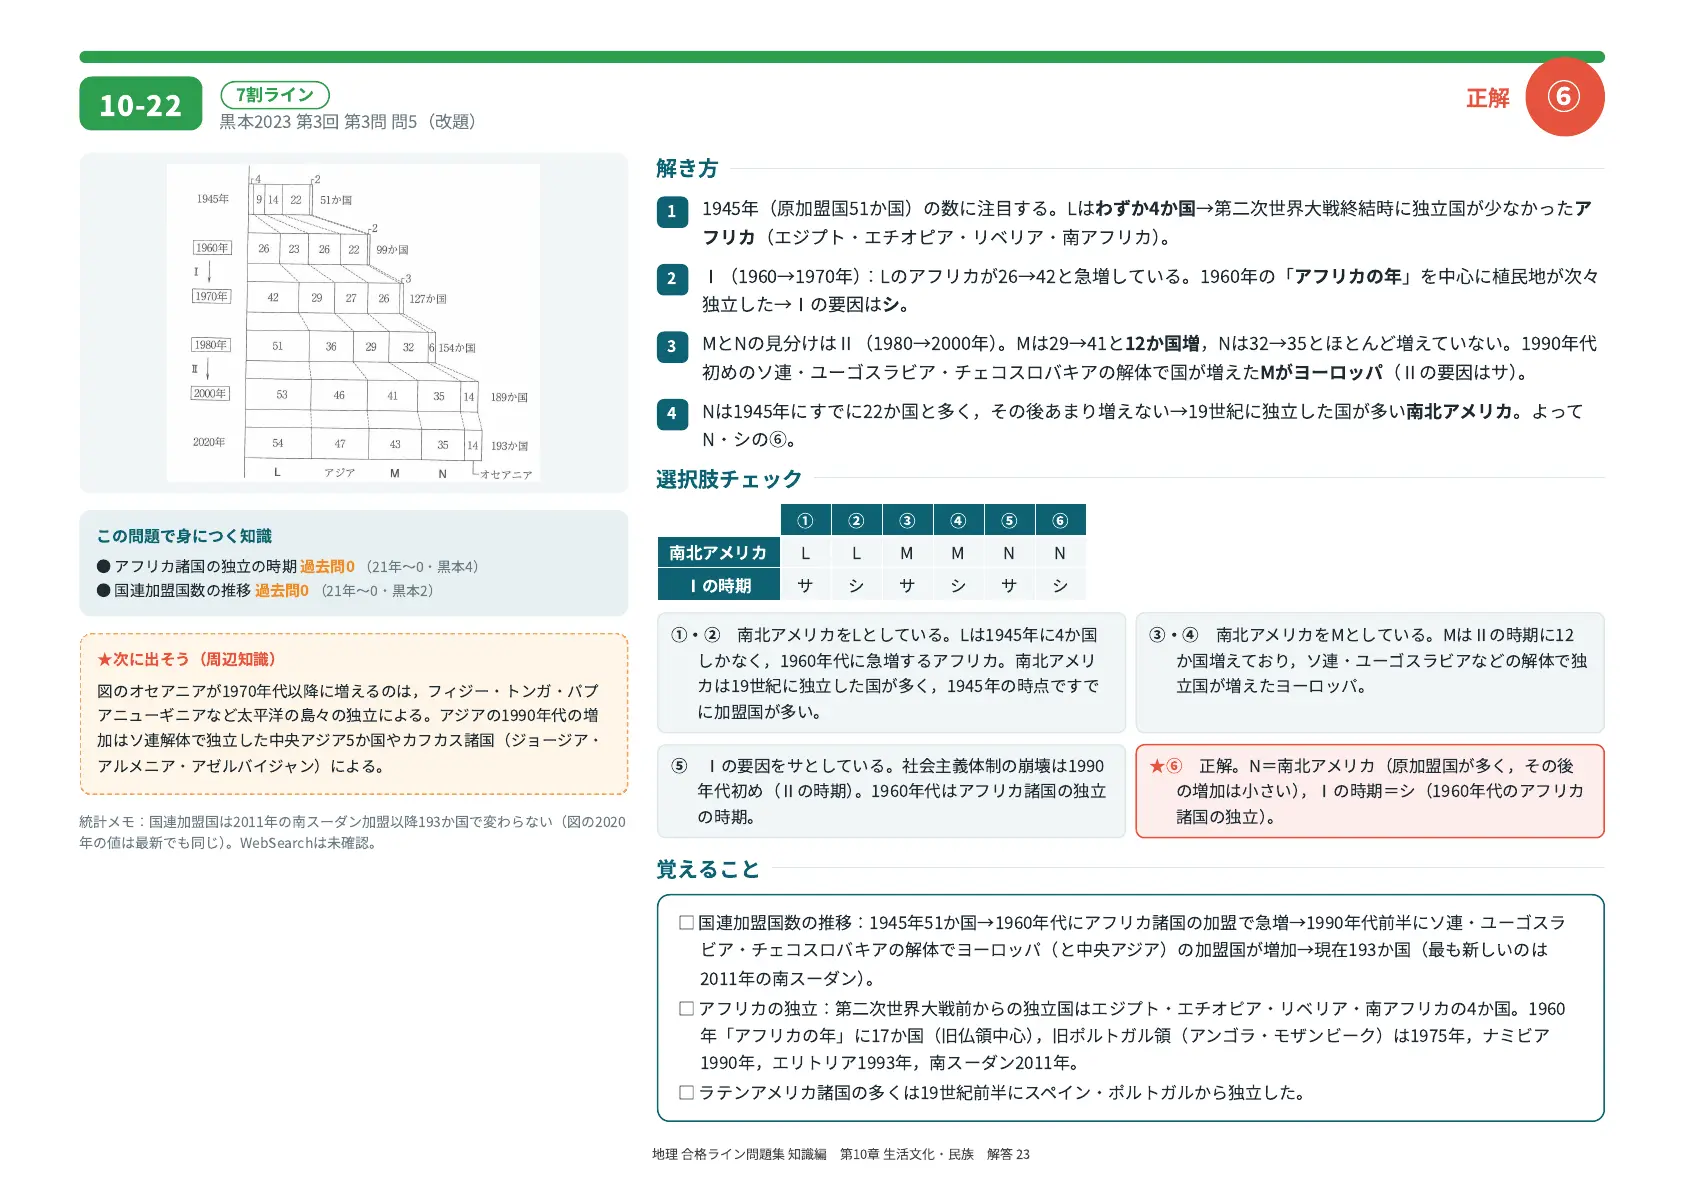 10-22
7割ライン
黒本2023 第3回 第3問 問5（改題）
正解 ⑥
4
2
1945年 9 14 22 51か国
2
1960年 26 23 26 22 99か国
Ⅰ
3
1970年 42 29 27 26 127か国
1980年 51 36 29 32 6 154か国
Ⅱ
2000年 53 46 41 35 14 189か国
2020年 54 47 43 35 14 193か国
L アジア M N オセアニア
この問題で身につく知識
● アフリカ諸国の独立の時期 過去問0 （21年〜0・黒本4）
● 国連加盟国数の推移 過去問0 （21年〜0・黒本2）
★次に出そう（周辺知識）
図のオセアニアが1970年代以降に増えるのは，フィジー・トンガ・パプ
アニューギニアなど太平洋の島々の独立による。アジアの1990年代の増
加はソ連解体で独立した中央アジア5か国やカフカス諸国（ジョージア・
アルメニア・アゼルバイジャン）による。
統計メモ：国連加盟国は2011年の南スーダン加盟以降193か国で変わらない（図の2020
年の値は最新でも同じ）。WebSearchは未確認。
解き方
1 1945年（原加盟国51か国）の数に注目する。Lはわずか4か国→第二次世界大戦終結時に独立国が少なかったア
フリカ（エジプト・エチオピア・リベリア・南アフリカ）。
2 Ⅰ（1960→1970年）：Lのアフリカが26→42と急増している。1960年の「アフリカの年」を中心に植民地が次々
独立した→Ⅰの要因はシ。
3 MとNの見分けはⅡ（1980→2000年）。Mは29→41と12か国増，Nは32→35とほとんど増えていない。1990年代
初めのソ連・ユーゴスラビア・チェコスロバキアの解体で国が増えたMがヨーロッパ（Ⅱの要因はサ）。
4 Nは1945年にすでに22か国と多く，その後あまり増えない→19世紀に独立した国が多い南北アメリカ。よって
N・シの⑥。
選択肢チェック
① ② ③ ④ ⑤ ⑥
南北アメリカ L L M M N N
Ⅰの時期 サ シ サ シ サ シ
①・② 南北アメリカをLとしている。Lは1945年に4か国
しかなく，1960年代に急増するアフリカ。南北アメリ
カは19世紀に独立した国が多く，1945年の時点ですで
に加盟国が多い。
③・④ 南北アメリカをMとしている。MはⅡの時期に12
か国増えており，ソ連・ユーゴスラビアなどの解体で独
立国が増えたヨーロッパ。
⑤ Ⅰの要因をサとしている。社会主義体制の崩壊は1990
年代初め（Ⅱの時期）。1960年代はアフリカ諸国の独立
の時期。
★⑥ 正解。N＝南北アメリカ（原加盟国が多く，その後
の増加は小さい），Ⅰの時期＝シ（1960年代のアフリカ
諸国の独立）。
覚えること
□ 国連加盟国数の推移：1945年51か国→1960年代にアフリカ諸国の加盟で急増→1990年代前半にソ連・ユーゴスラ
ビア・チェコスロバキアの解体でヨーロッパ（と中央アジア）の加盟国が増加→現在193か国（最も新しいのは
2011年の南スーダン）。
□ アフリカの独立：第二次世界大戦前からの独立国はエジプト・エチオピア・リベリア・南アフリカの4か国。1960
年「アフリカの年」に17か国（旧仏領中心），旧ポルトガル領（アンゴラ・モザンビーク）は1975年，ナミビア
1990年，エリトリア1993年，南スーダン2011年。
□ ラテンアメリカ諸国の多くは19世紀前半にスペイン・ポルトガルから独立した。
地理 合格ライン問題集 知識編 第10章 生活文化・民族 解答 23